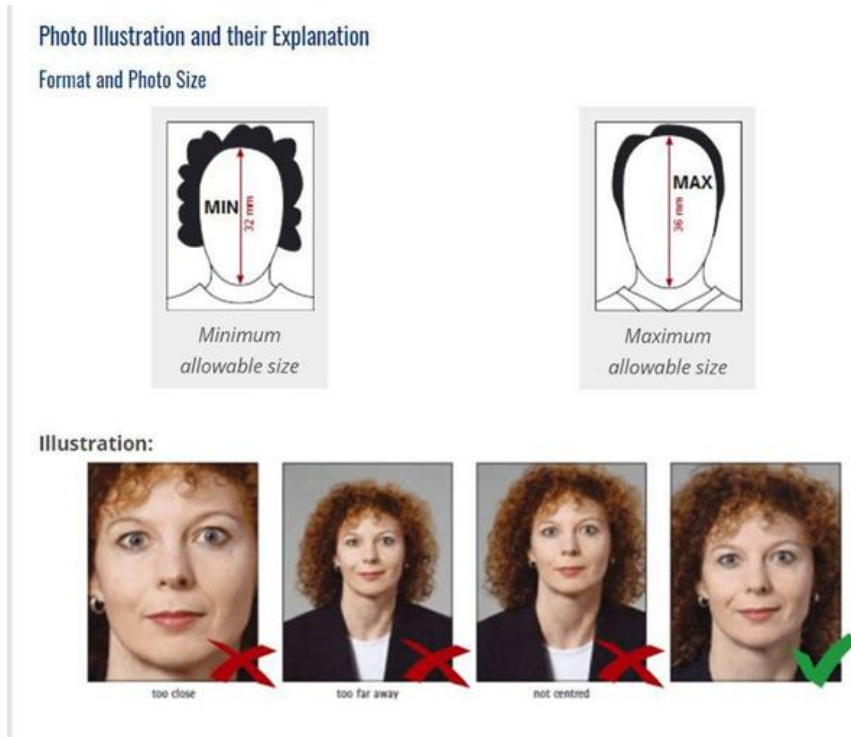 Photo Illustration and their Explanation
Format and Photo Size
MIN
32 mm
MAX
36 mm
Minimum
allowable size
Maximum
allowable size
Illustration:
too close
too far away
not centred